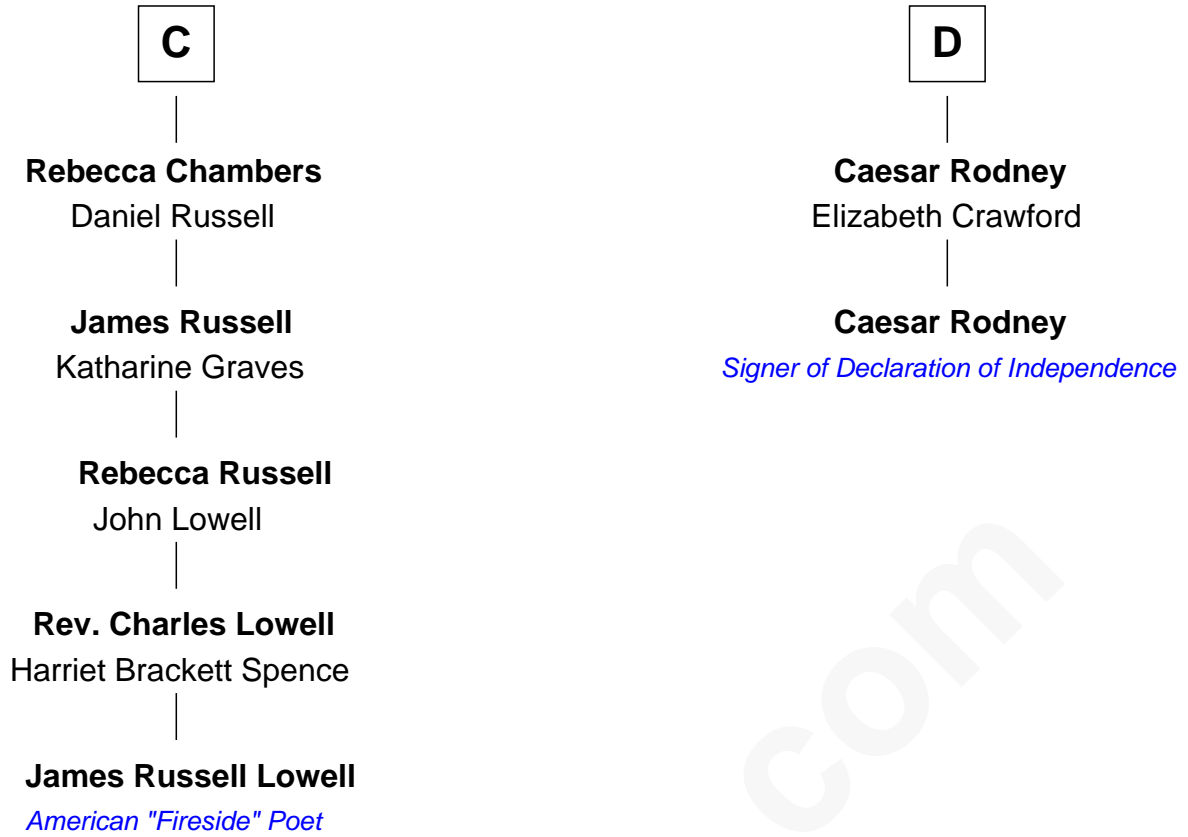 C
Rebecca Chambers
Daniel Russell
James Russell
Katharine Graves
Rebecca Russell
John Lowell
Rev. Charles Lowell
Harriet Brackett Spence
James Russell Lowell
American "Fireside" Poet
D
Caesar Rodney
Elizabeth Crawford
Caesar Rodney
Signer of Declaration of Independence
com